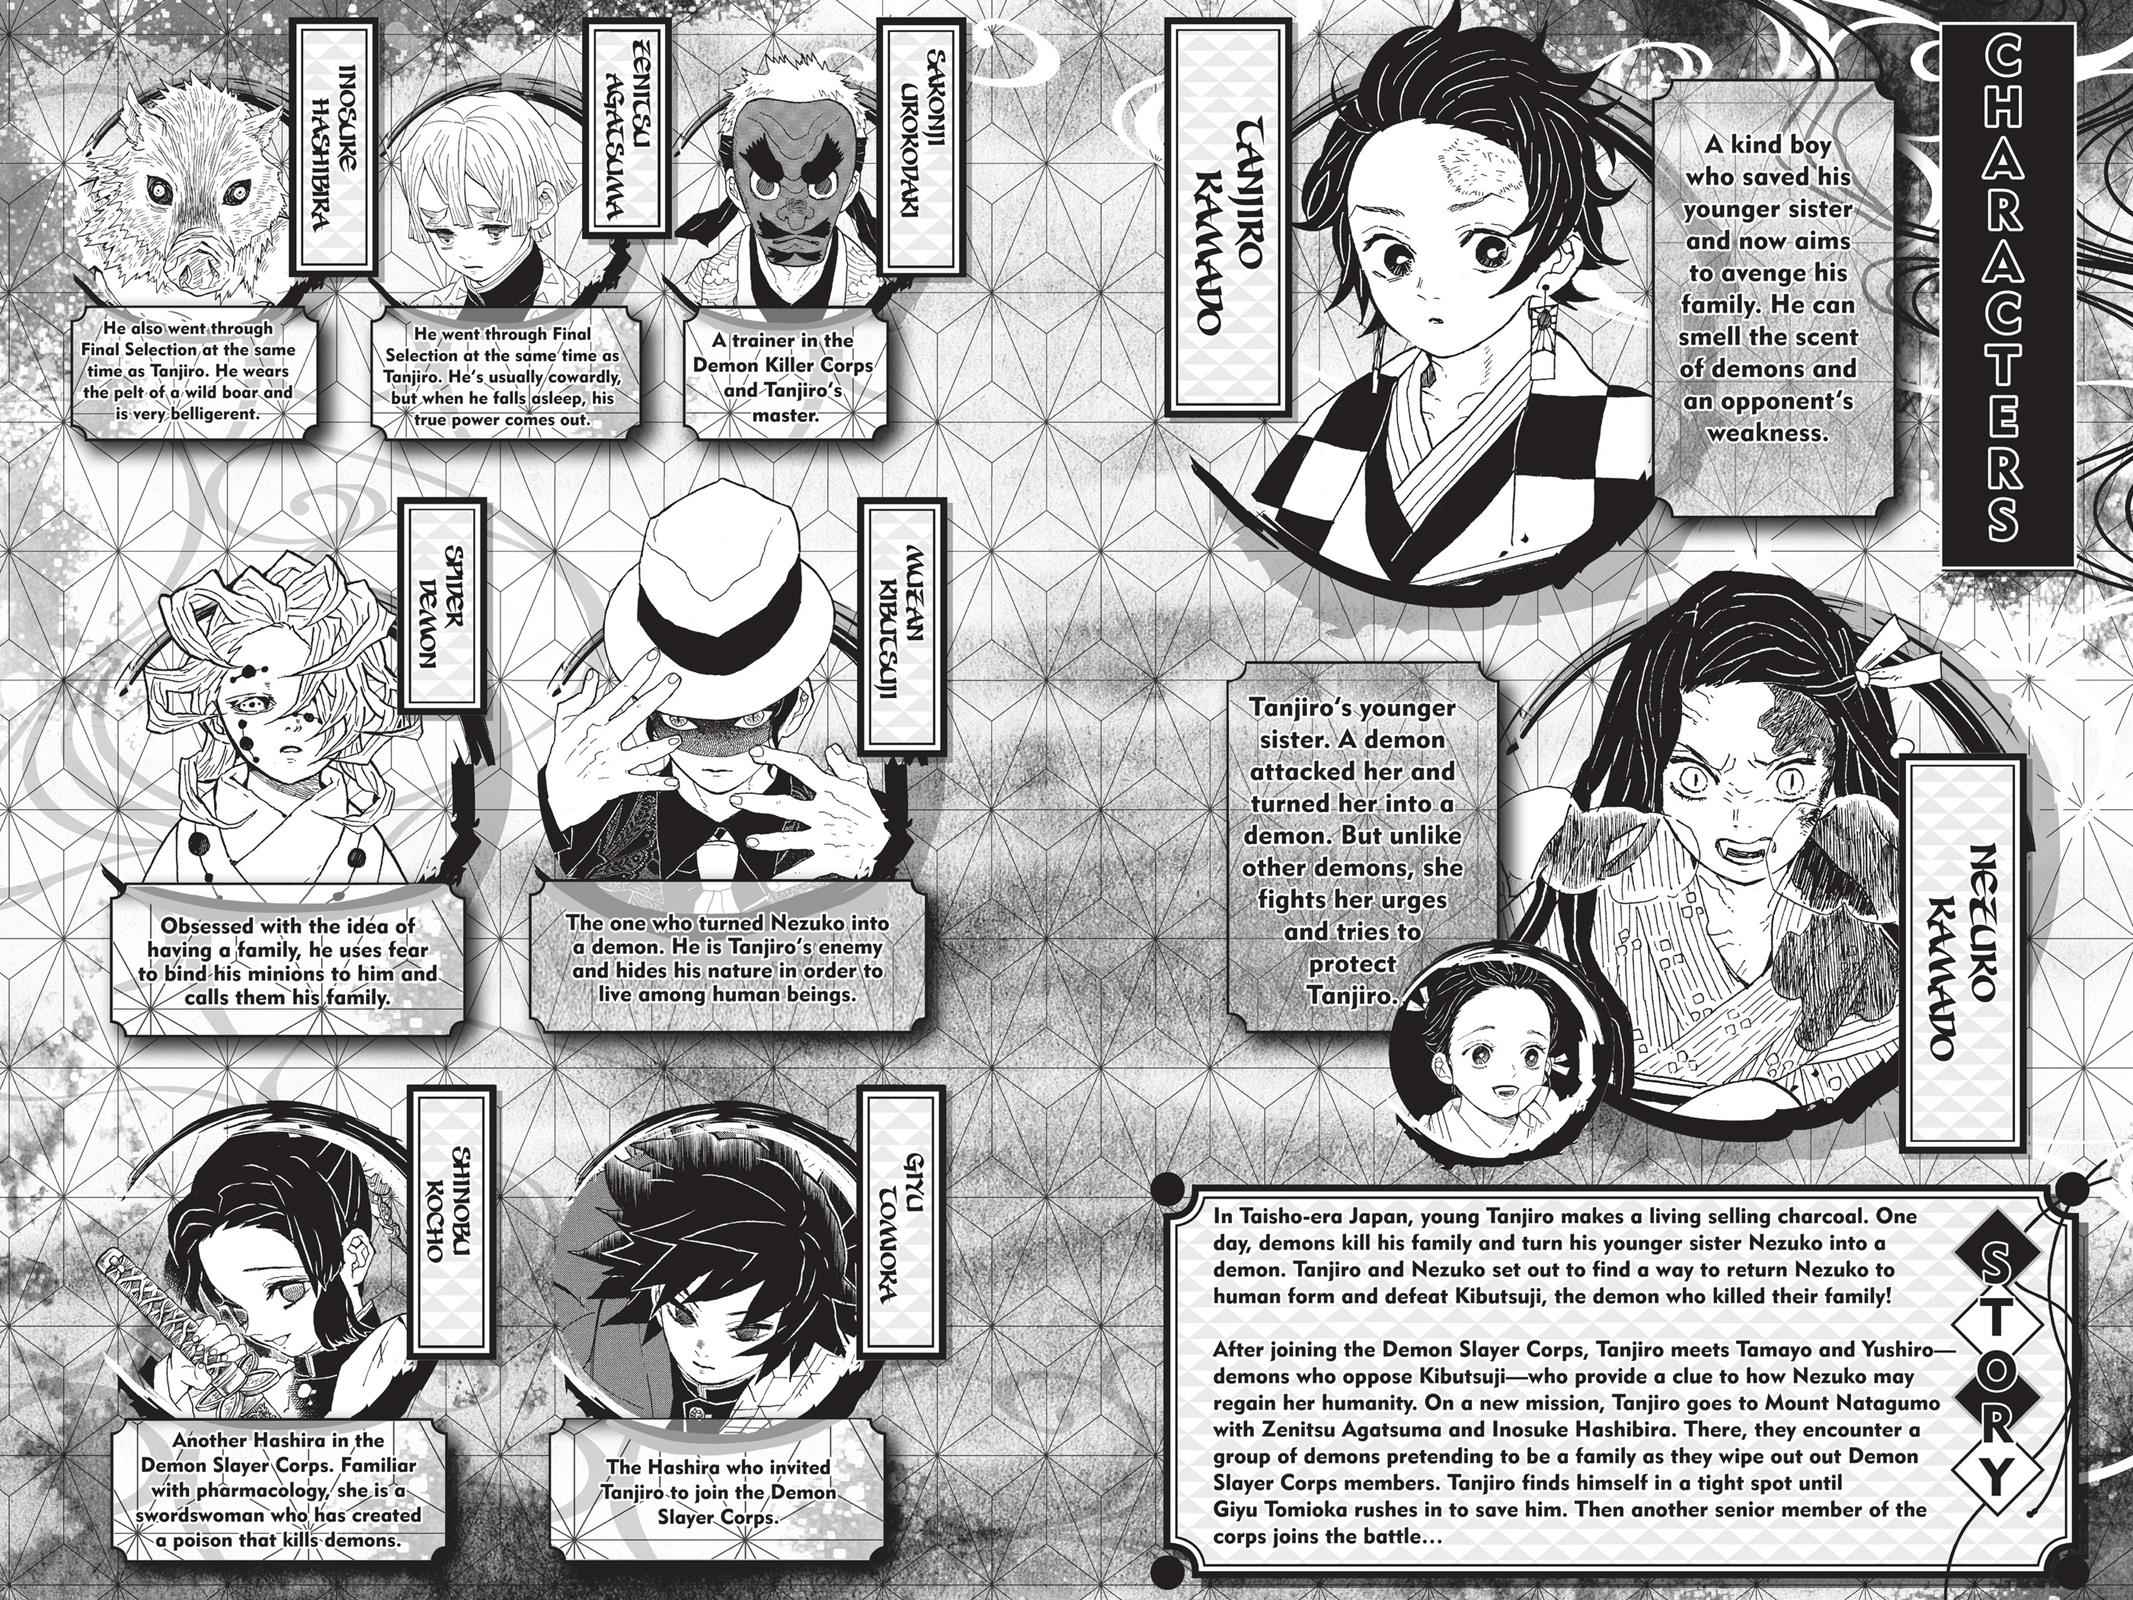 CHARACTERS
TANJIRO
KAMADO
A kind boy
who saved his
younger sister
and now aims
to avenge his
family. He can
smell the scent
of demons and
an opponent's
weakness.
NEZUKO
KAMADO
Tanjiro's younger
sister. A demon
attacked her and
turned her into a
demon. But unlike
other demons, she
fights her urges
and tries to
protect
Tanjiro.
STORY
In Taisho-era Japan, young Tanjiro makes a living selling charcoal. One
day, demons kill his family and turn his younger sister Nezuko into a
demon. Tanjiro and Nezuko set out to find a way to return Nezuko to
human form and defeat Kibutsuji, the demon who killed their family!
After joining the Demon Slayer Corps, Tanjiro meets Tamayo and Yushiro—
demons who oppose Kibutsuji—who provide a clue to how Nezuko may
regain her humanity. On a new mission, Tanjiro goes to Mount Natagumo
with Zenitsu Agatsuma and Inosuke Hashibira. There, they encounter a
group of demons pretending to be a family as they wipe out out Demon
Slayer Corps members. Tanjiro finds himself in a tight spot until
Giyu Tomioka rushes in to save him. Then another senior member of the
corps joins the battle...
SAKONJI
UROKODAKI
A trainer in the
Demon Killer Corps
and Tanjiro's
master.
ZENITSU
AGATSUMA
He went through Final
Selection at the same time as
Tanjiro. He's usually cowardly,
but when he falls asleep, his
true power comes out.
INOSUKE
HASHIBIRA
He also went through
Final Selection at the same
time as Tanjiro. He wears
the pelt of a wild boar and
is very belligerent.
MUZAN
KIBUTSUJI
The one who turned Nezuko into
a demon. He is Tanjiro's enemy
and hides his nature in order to
live among human beings.
SPIDER
DEMON
Obsessed with the idea of
having a family, he uses fear
to bind his minions to him and
calls them his family.
GIYU
TOMIOKA
The Hashira who invited
Tanjiro to join the Demon
Slayer Corps.
SHINOBU
KOCHO
Another Hashira in the
Demon Slayer Corps. Familiar
with pharmacology, she is a
swordswoman who has created
a poison that kills demons.